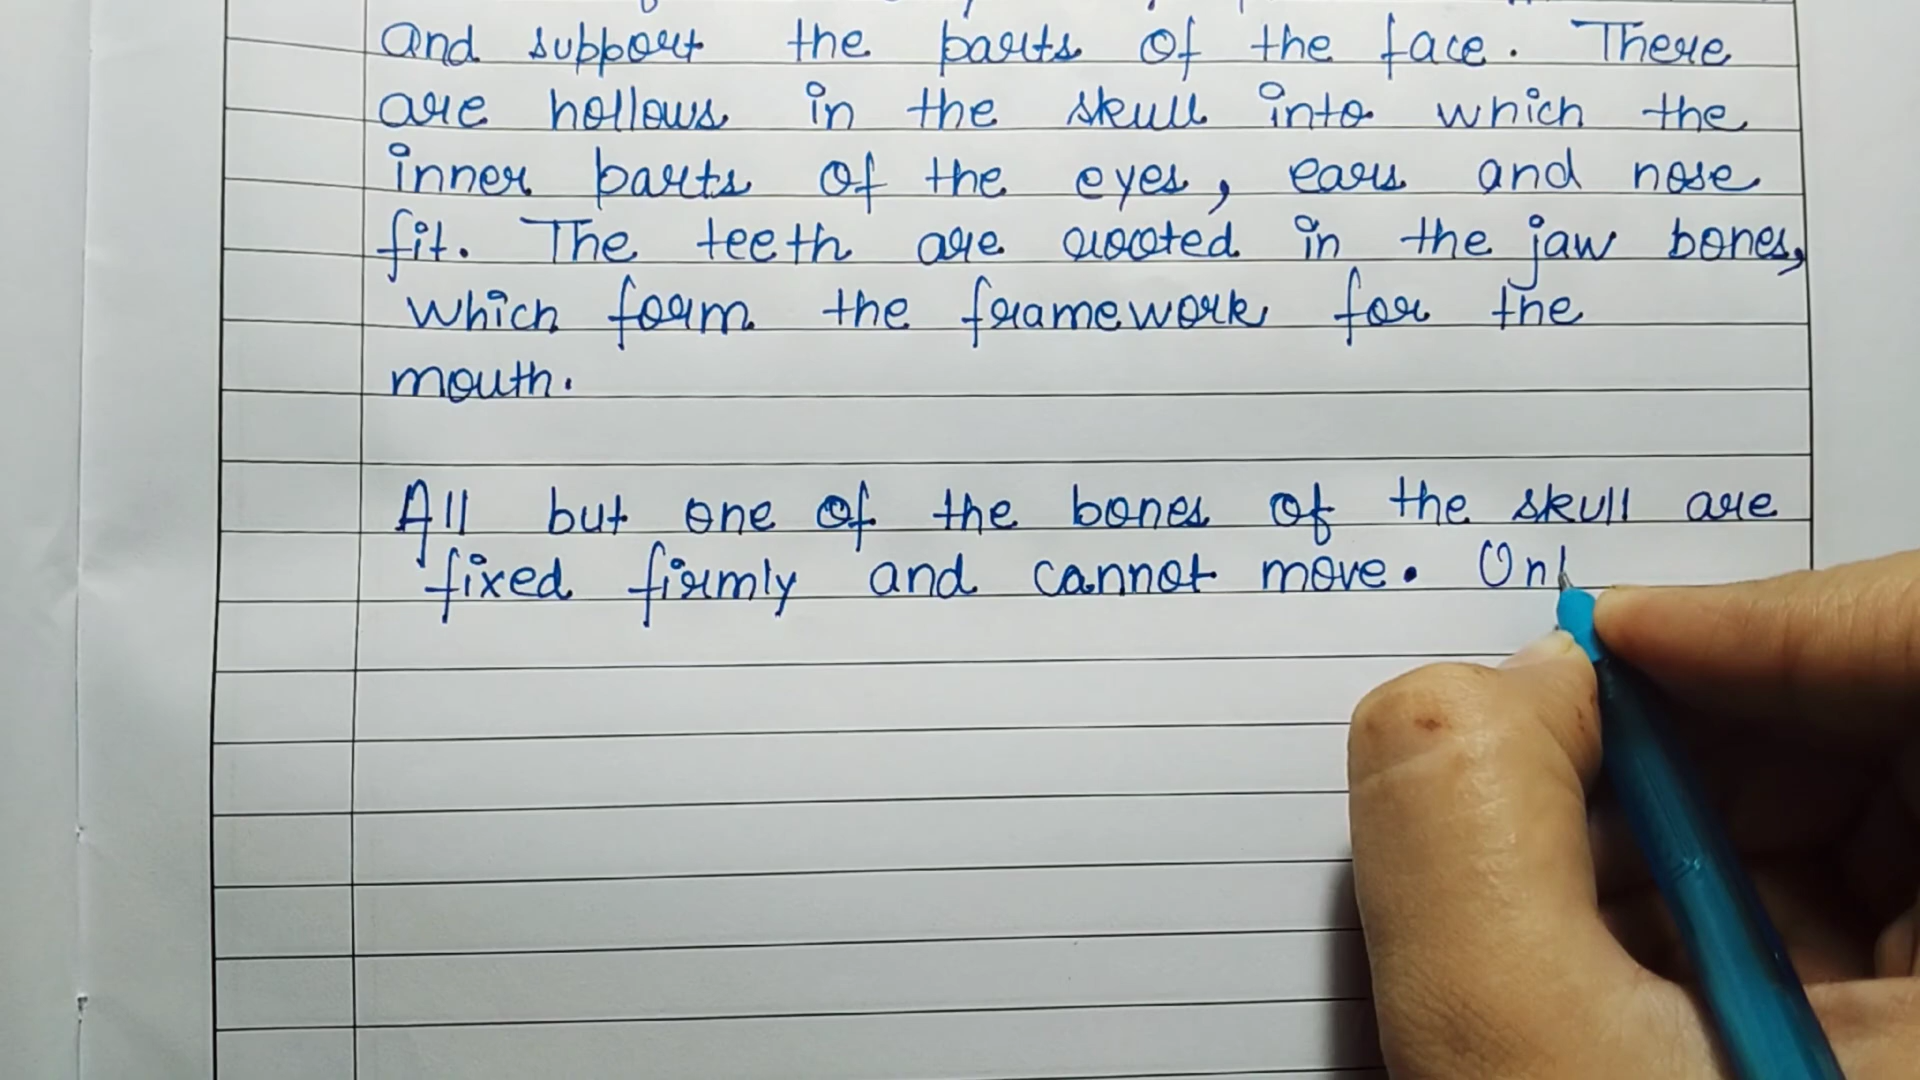 and support the parts of the face. There
are hollows in the skull into which the
inner parts of the eyes, ears and nose
fit. The teeth are rooted in the jaw bones,
which form the framework for the
mouth.
All but one of the bones of the skull are
fixed firmly and cannot move. Onl